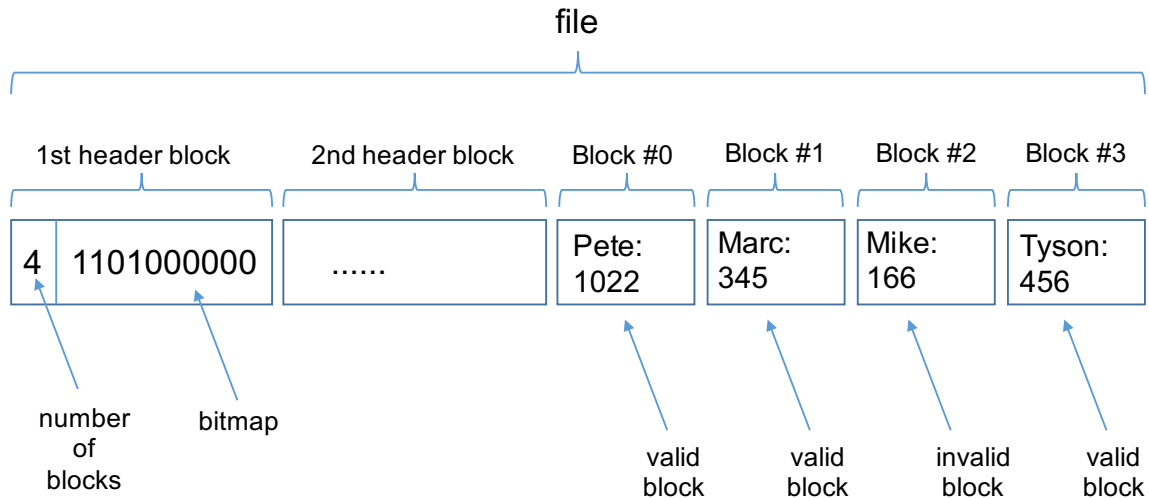 file
1st header block
2nd header block
Block #0
Block #1
Block #2
Block #3
4
1101000000
......
Pete:
1022
Marc:
345
Mike:
166
Tyson:
456
number
of
blocks
bitmap
valid
block
valid
block
invalid
block
valid
block